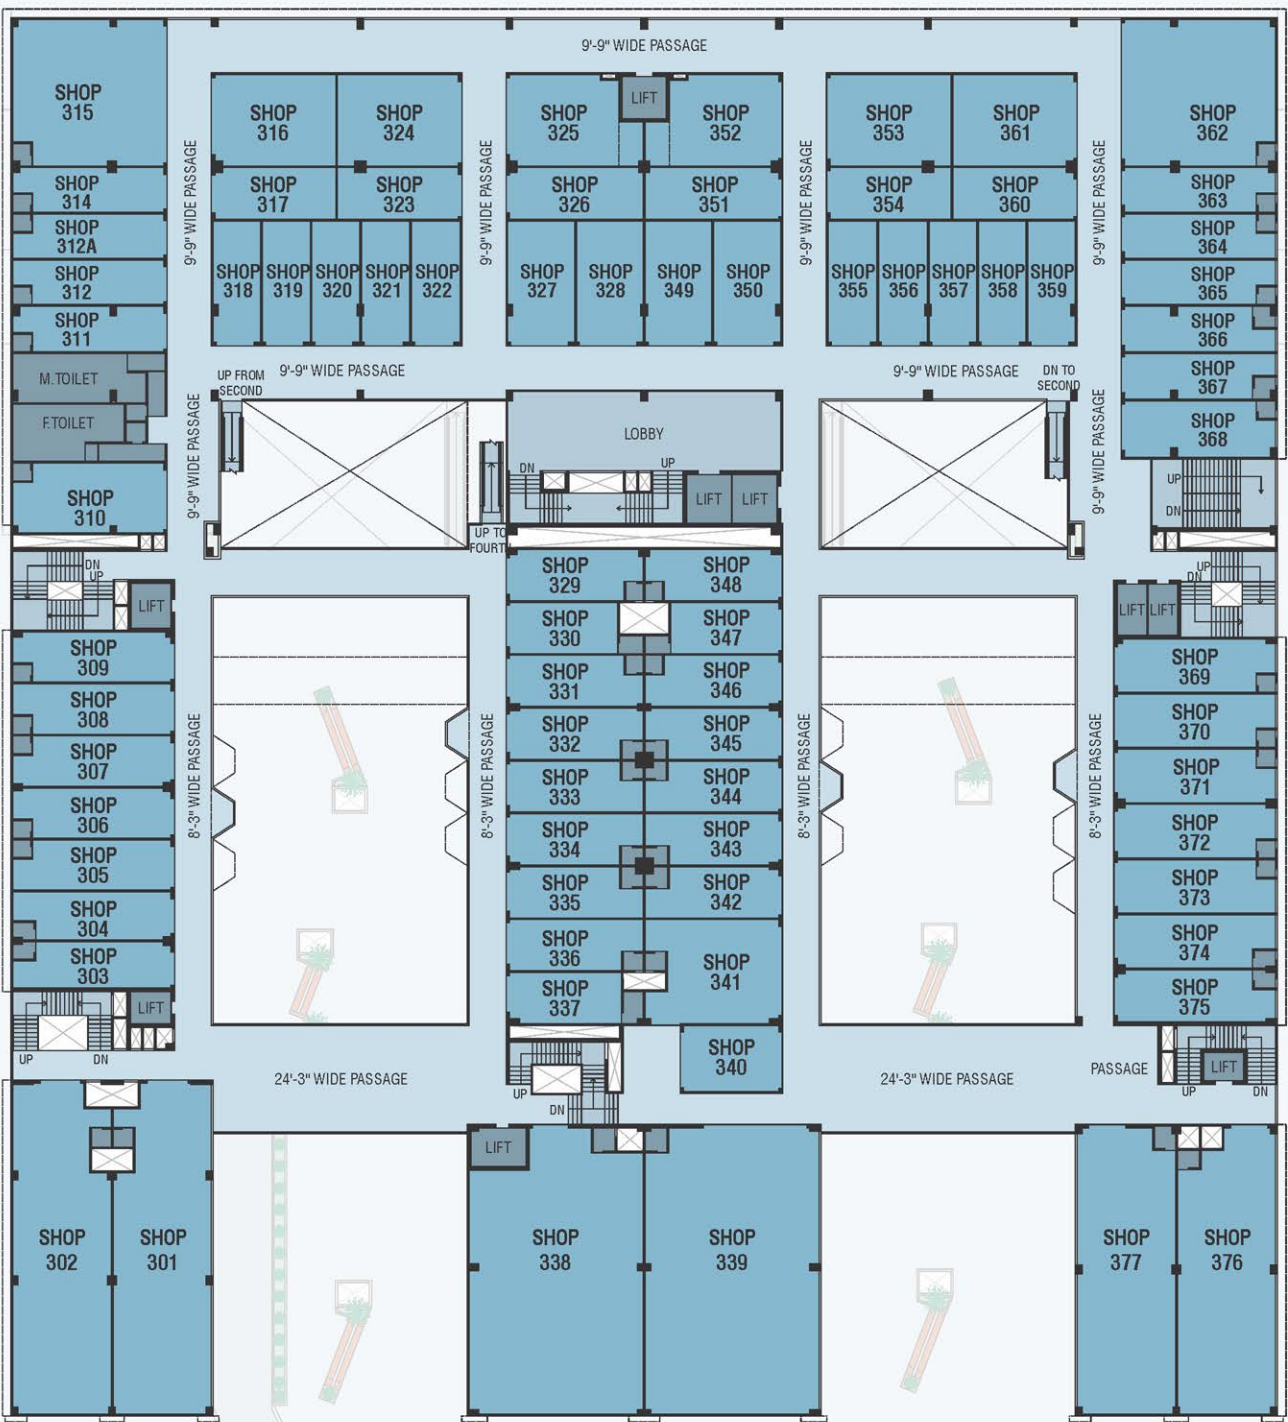 9'-9" WIDE PASSAGE
SHOP
315
SHOP
314
SHOP
312A
SHOP
312
SHOP
311
M.TOILET
F.TOILET
SHOP
310
9'-9" WIDE PASSAGE
SHOP
316
SHOP
324
SHOP
317
SHOP
323
SHOP
318
SHOP
319
SHOP
320
SHOP
321
SHOP
322
9'-9" WIDE PASSAGE
SHOP
325
LIFT
SHOP
352
SHOP
326
SHOP
351
SHOP
327
SHOP
328
SHOP
349
SHOP
350
9'-9" WIDE PASSAGE
SHOP
353
SHOP
361
SHOP
354
SHOP
360
SHOP
355
SHOP
356
SHOP
357
SHOP
358
SHOP
359
9'-9" WIDE PASSAGE
SHOP
362
SHOP
363
SHOP
364
SHOP
365
SHOP
366
SHOP
367
SHOP
368
9'-9" WIDE PASSAGE
9'-9" WIDE PASSAGE
UP FROM
SECOND
DN TO
SECOND
9'-9" WIDE PASSAGE
9'-9" WIDE PASSAGE
LOBBY
DN
UP
LIFT
LIFT
UP TO
FOURTH
UP
DN
DN
UP
LIFT
UP
DN
LIFT
LIFT
SHOP
309
SHOP
308
SHOP
307
SHOP
306
SHOP
305
SHOP
304
SHOP
303
8'-3" WIDE PASSAGE
8'-3" WIDE PASSAGE
SHOP
329
SHOP
348
SHOP
330
SHOP
347
SHOP
331
SHOP
346
SHOP
332
SHOP
345
SHOP
333
SHOP
344
SHOP
334
SHOP
343
SHOP
335
SHOP
342
SHOP
336
SHOP
341
SHOP
337
SHOP
340
8'-3" WIDE PASSAGE
8'-3" WIDE PASSAGE
SHOP
369
SHOP
370
SHOP
371
SHOP
372
SHOP
373
SHOP
374
SHOP
375
LIFT
UP
DN
24'-3" WIDE PASSAGE
UP
DN
24'-3" WIDE PASSAGE
PASSAGE
LIFT
UP
DN
LIFT
SHOP
302
SHOP
301
SHOP
338
SHOP
339
SHOP
377
SHOP
376